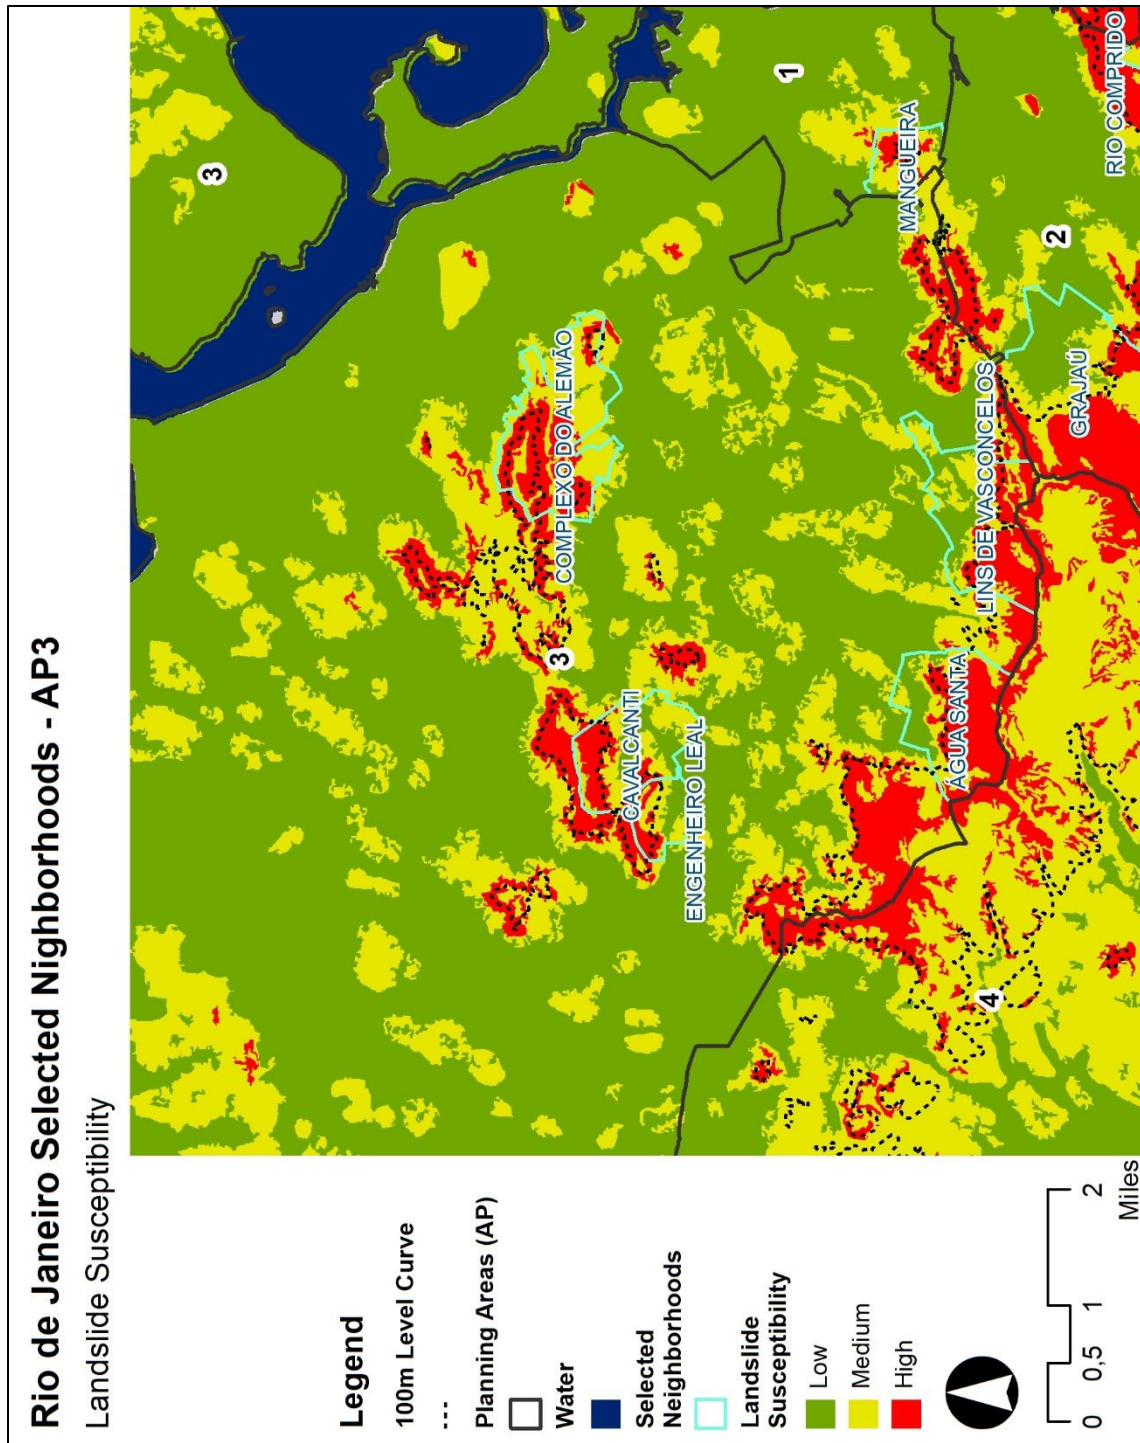 Rio de Janeiro Selected Nighborhoods - AP3
Landslide Susceptibility
Legend
100m Level Curve
Planning Areas (AP)
Water
Selected
Neighborhoods
Landslide
Susceptibility
Low
Medium
High
0 0,5 1 2
Miles
3
1
3
COMPLEXO DO ALEMÃO
CAVALCANTI
ENGENHEIRO LEAL
MANGUEIRA
RIO COMPRIDO
2
LINS DE VASCONCELOS
GRAJAÚ
ÁGUA SANTA
4